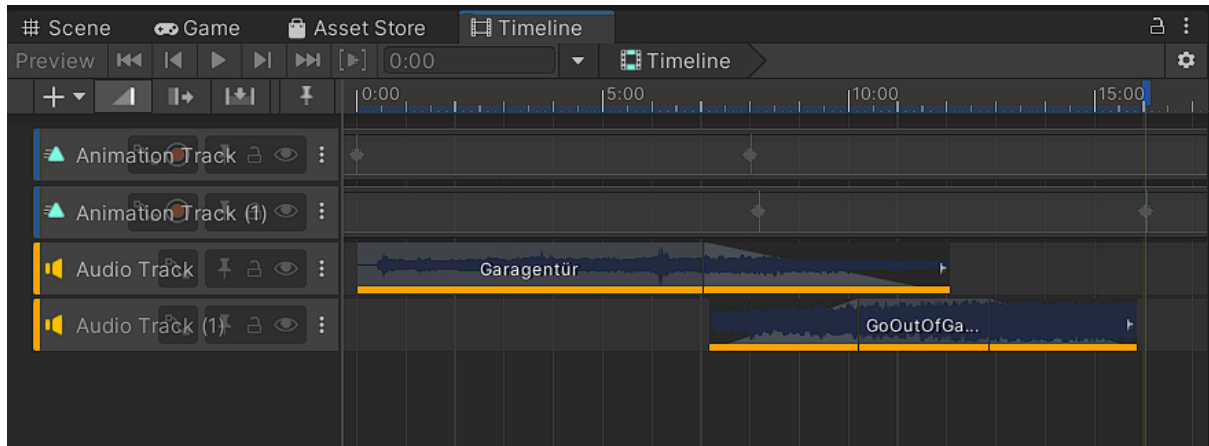 Scene Game Asset Store Timeline
Preview 0:00 Timeline
0:00 5:00 10:00 15:00
Animation Track
Animation Track (1)
Audio Track
Garagentür
Audio Track (1)
GoOutOfGa...